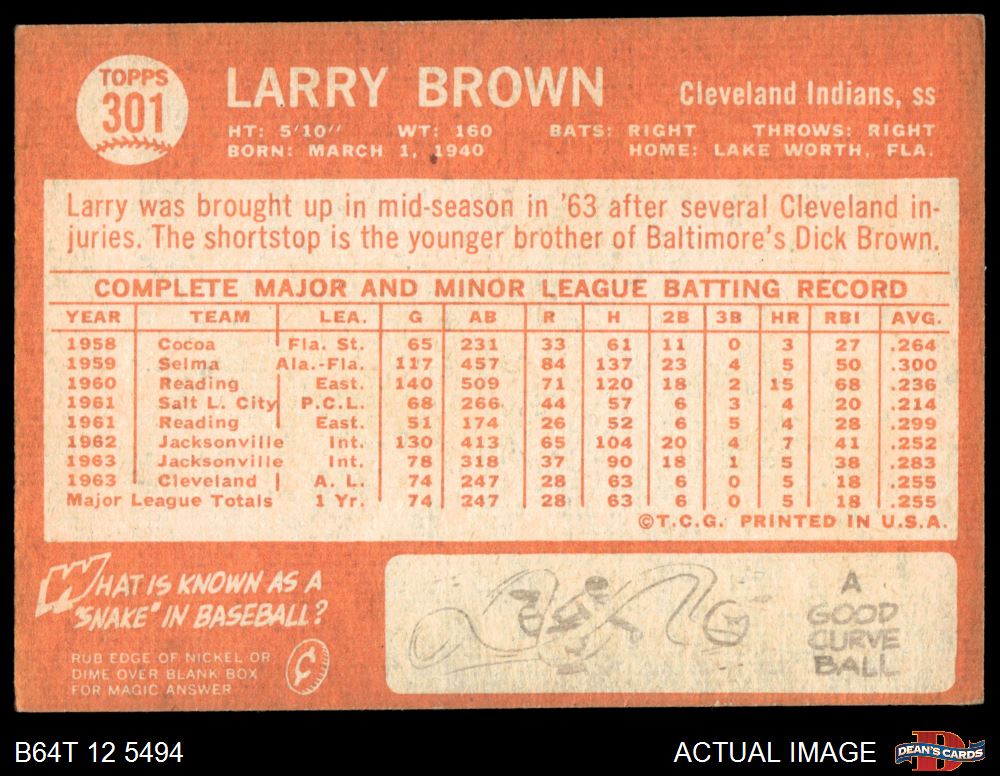 TOPPS
301
LARRY BROWN
Cleveland Indians, ss
HT: 5'10" WT: 160 BATS: RIGHT THROWS: RIGHT
BORN: MARCH 1, 1940 HOME: LAKE WORTH, FLA.
Larry was brought up in mid-season in '63 after several Cleveland in-
juries. The shortstop is the younger brother of Baltimore's Dick Brown.
COMPLETE MAJOR AND MINOR LEAGUE BATTING RECORD
YEAR TEAM LEA. G AB R H 2B 3B HR RBI AVG.
1958 Cocoa Fla. St. 65 231 33 61 11 0 3 27 .264
1959 Selma Ala.-Fla. 117 457 84 137 23 4 5 50 .300
1960 Reading East. 140 509 71 120 18 2 15 68 .236
1961 Salt L. City P.C.L. 68 266 44 57 6 3 4 20 .214
1961 Reading East. 51 174 26 52 6 5 4 28 .299
1962 Jacksonville Int. 130 413 65 104 20 4 7 41 .252
1963 Jacksonville Int. 78 318 37 90 18 1 5 38 .283
1963 Cleveland A. L. 74 247 28 63 6 0 5 18 .255
Major League Totals 1 Yr. 74 247 28 63 6 0 5 18 .255
©T.C.G. PRINTED IN U.S.A.
WHAT IS KNOWN AS A
"SNAKE" IN BASEBALL?
RUB EDGE OF NICKEL OR
DIME OVER BLANK BOX
FOR MAGIC ANSWER
A
GOOD
CURVE
BALL
B64T 12 5494
ACTUAL IMAGE
DEAN'S CARDS